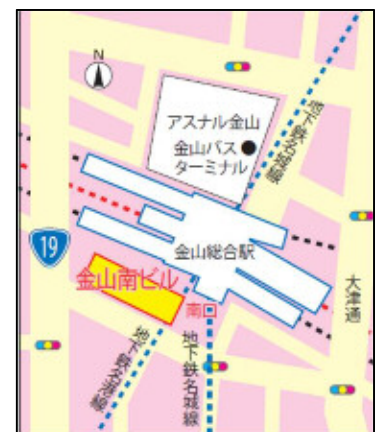 N
アスナル金山
金山バス
ターミナル
地下鉄名城線
金山総合駅
19
金山南ビル
南口
大津通
地下鉄名港線
地下鉄名城線